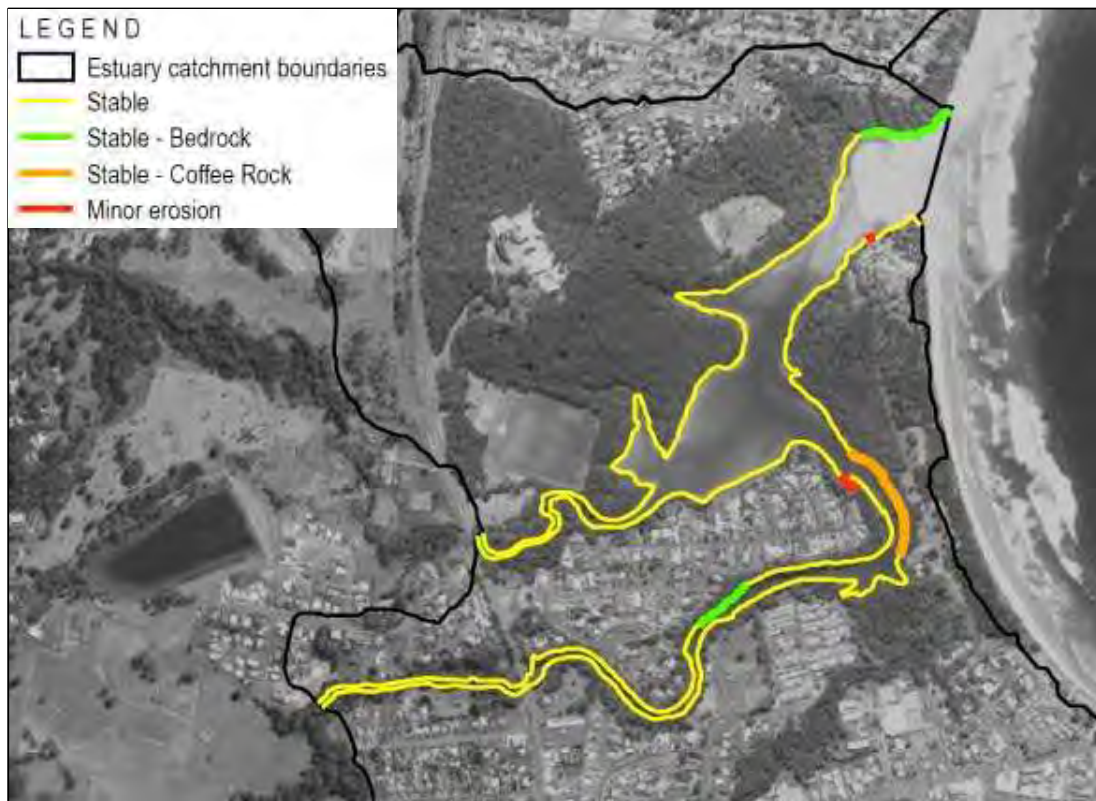 LEGEND
Estuary catchment boundaries
Stable
Stable - Bedrock
Stable - Coffee Rock
Minor erosion